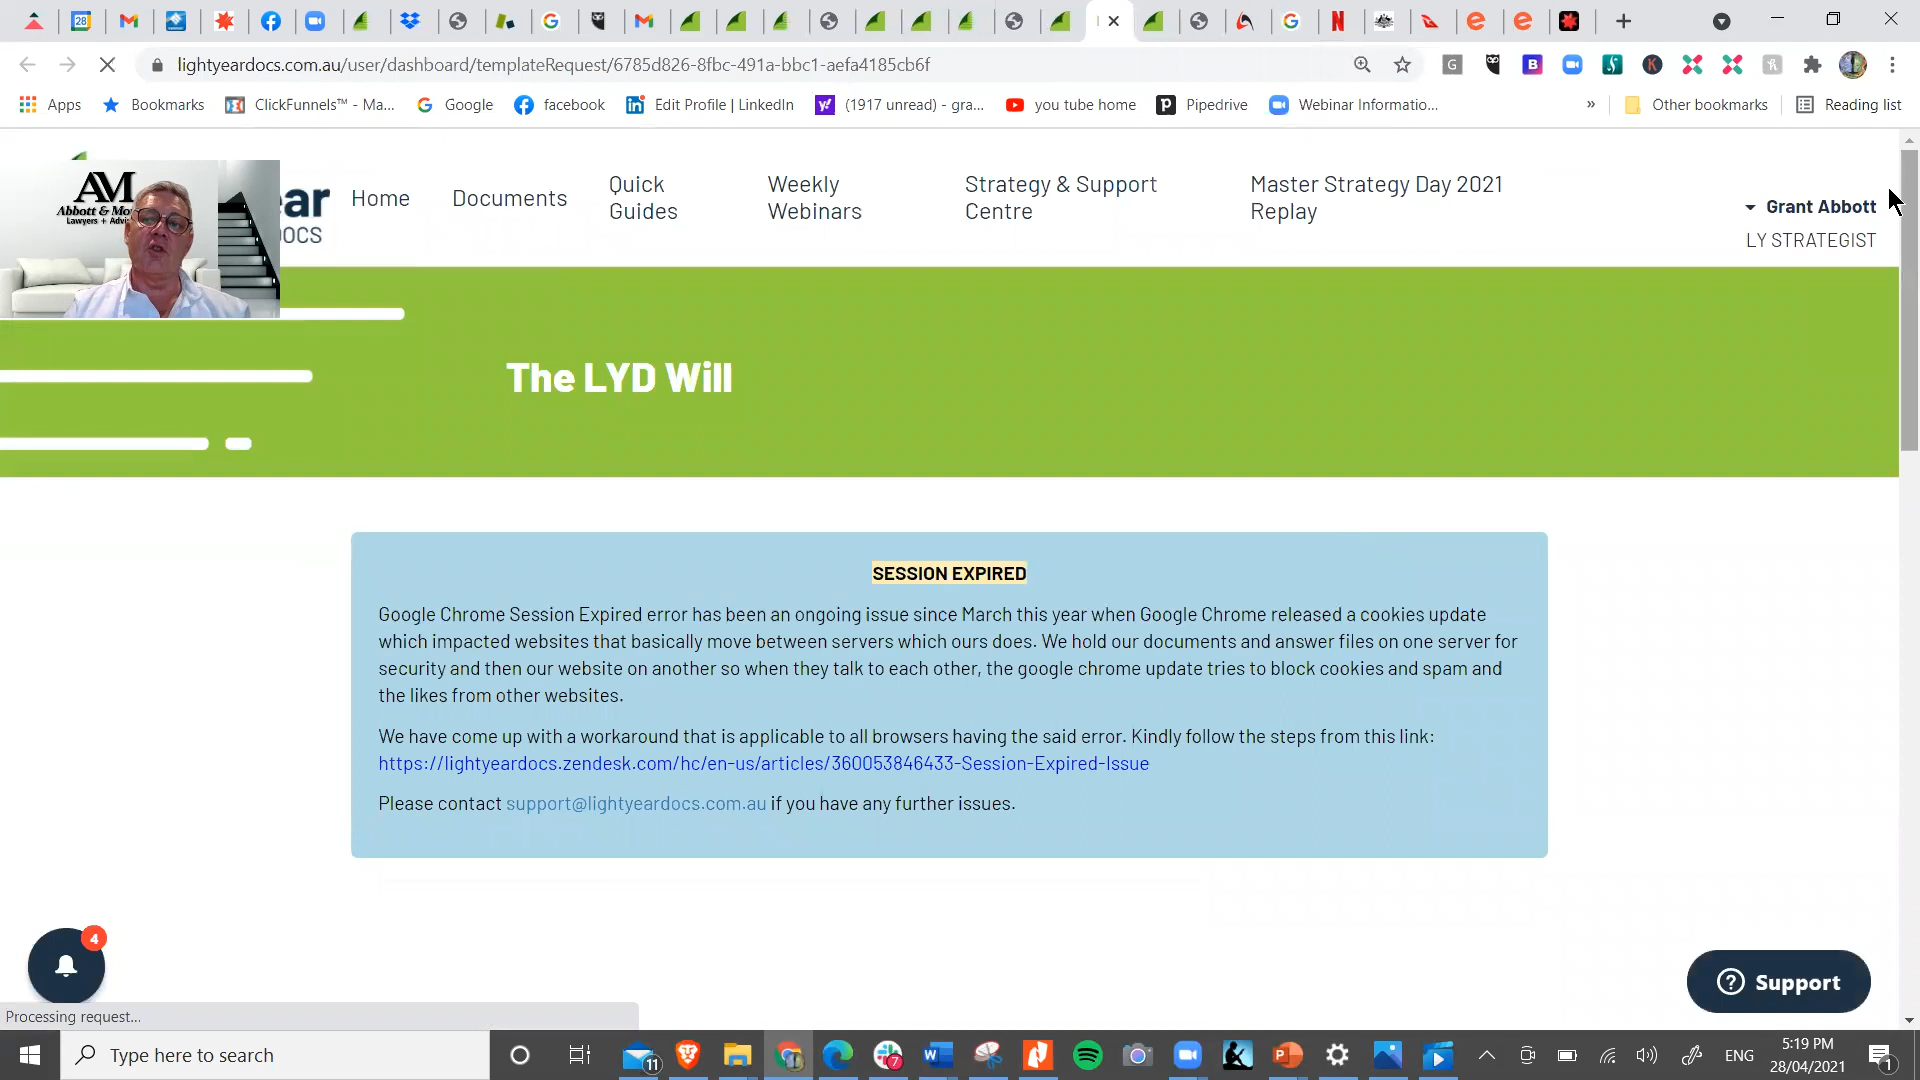 lightyeardocs.com.au/user/dashboard/templateRequest/6785d826-8fbc-491a-bbc1-aefa4185cb6f
Apps
Bookmarks
ClickFunnels™ - Ma...
Google
facebook
Edit Profile | LinkedIn
(1917 unread) - gra...
you tube home
Pipedrive
Webinar Informatio...
»
Other bookmarks
Reading list
AM
Abbott & Mo
Lawyers + Advi
ear
DOCS
Home
Documents
Quick
Guides
Weekly
Webinars
Strategy & Support
Centre
Master Strategy Day 2021
Replay
Grant Abbott
LY STRATEGIST
The LYD Will
SESSION EXPIRED
Google Chrome Session Expired error has been an ongoing issue since March this year when Google Chrome released a cookies update
which impacted websites that basically move between servers which ours does. We hold our documents and answer files on one server for
security and then our website on another so when they talk to each other, the google chrome update tries to block cookies and spam and
the likes from other websites.
We have come up with a workaround that is applicable to all browsers having the said error. Kindly follow the steps from this link:
https://lightyeardocs.zendesk.com/hc/en-us/articles/360053846433-Session-Expired-Issue
Please contact support@lightyeardocs.com.au if you have any further issues.
4
Support
Processing request...
Type here to search
11
7
ENG
5:19 PM
28/04/2021
1